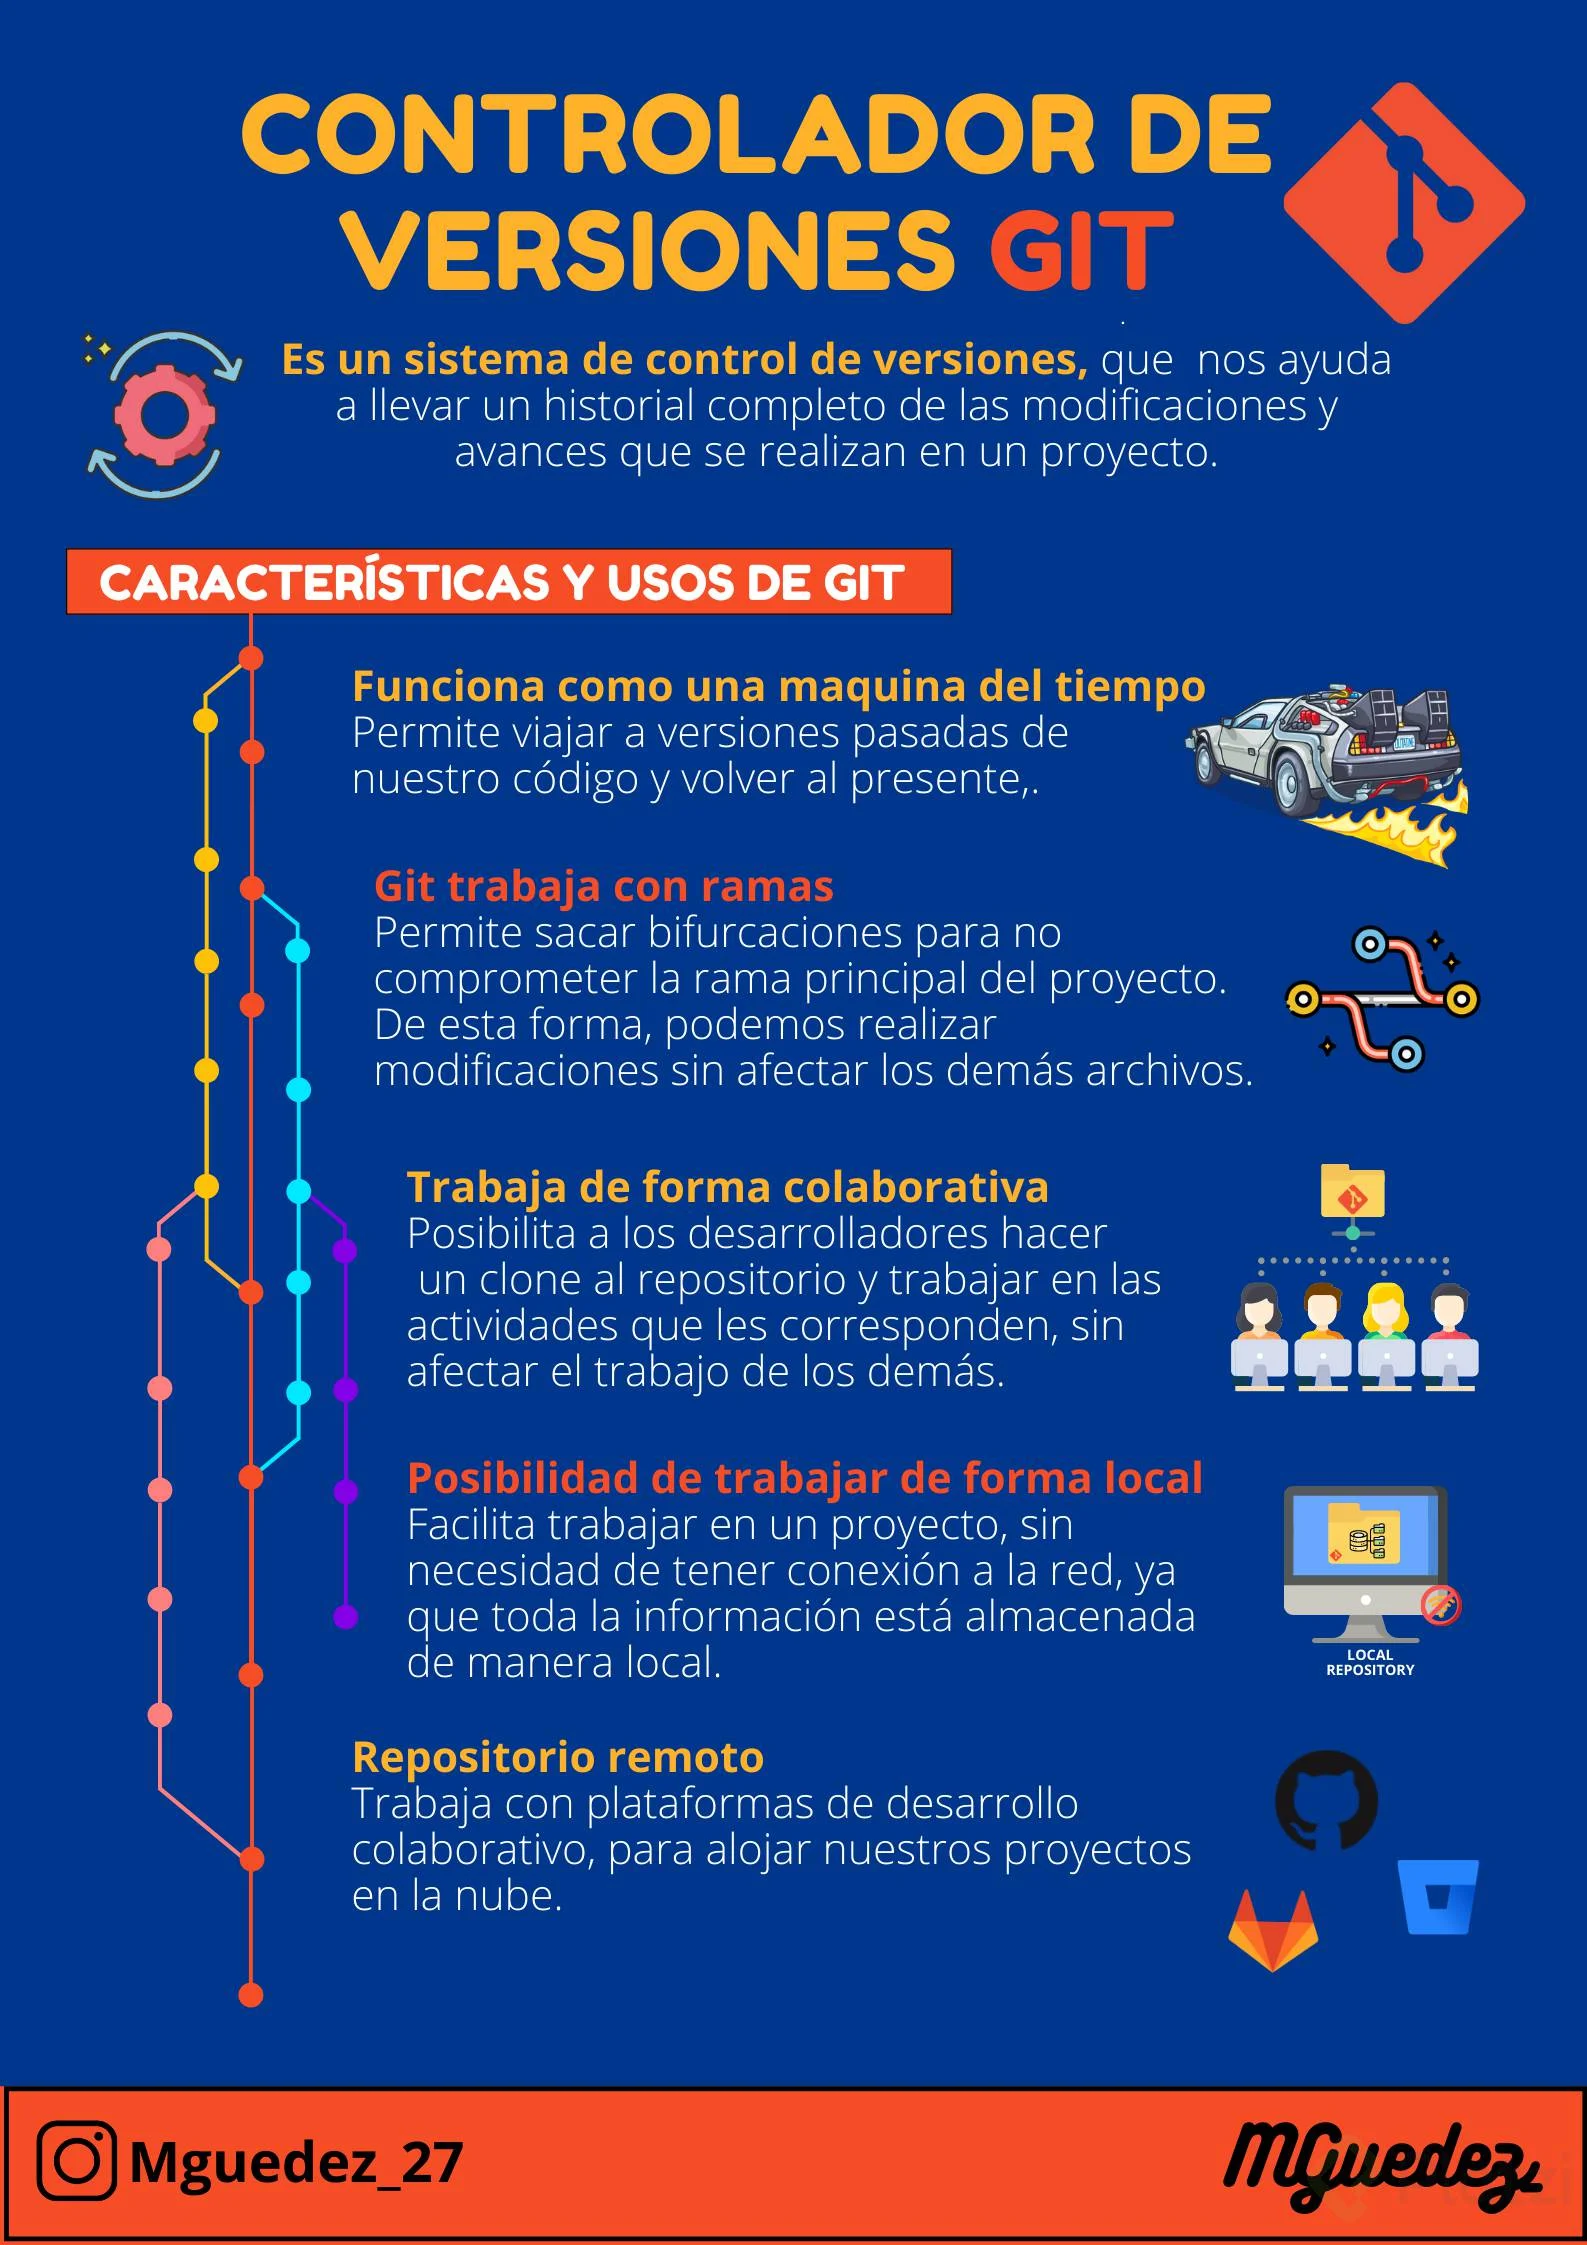 CONTROLADOR DE
VERSIONES GIT
Es un sistema de control de versiones, que nos ayuda
a llevar un historial completo de las modificaciones y
avances que se realizan en un proyecto.
CARACTERÍSTICAS Y USOS DE GIT
Funciona como una maquina del tiempo
Permite viajar a versiones pasadas de
nuestro código y volver al presente,.
Git trabaja con ramas
Permite sacar bifurcaciones para no
comprometer la rama principal del proyecto.
De esta forma, podemos realizar
modificaciones sin afectar los demás archivos.
Trabaja de forma colaborativa
Posibilita a los desarrolladores hacer
un clone al repositorio y trabajar en las
actividades que les corresponden, sin
afectar el trabajo de los demás.
Posibilidad de trabajar de forma local
Facilita trabajar en un proyecto, sin
necesidad de tener conexión a la red, ya
que toda la información está almacenada
de manera local.
LOCAL
REPOSITORY
Repositorio remoto
Trabaja con plataformas de desarrollo
colaborativo, para alojar nuestros proyectos
en la nube.
Mguedez_27
MGuedez